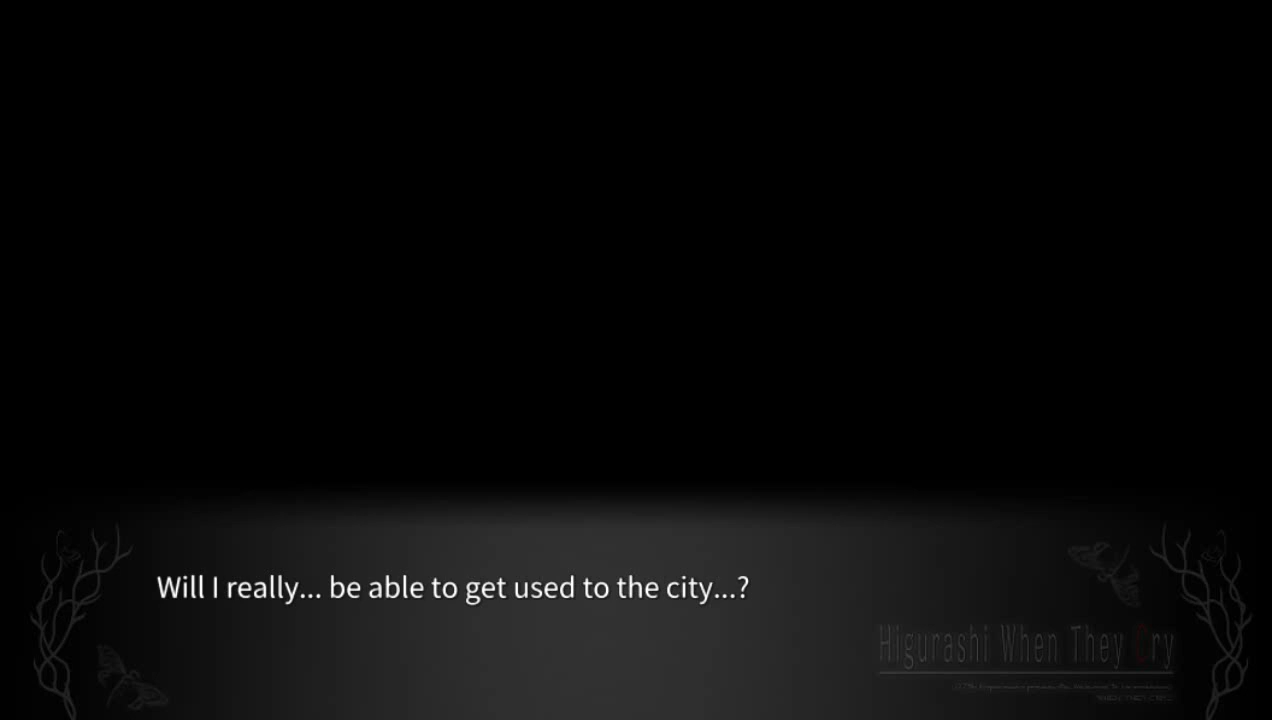 Will I really... be able to get used to the city...?
Higurashi When They Cry